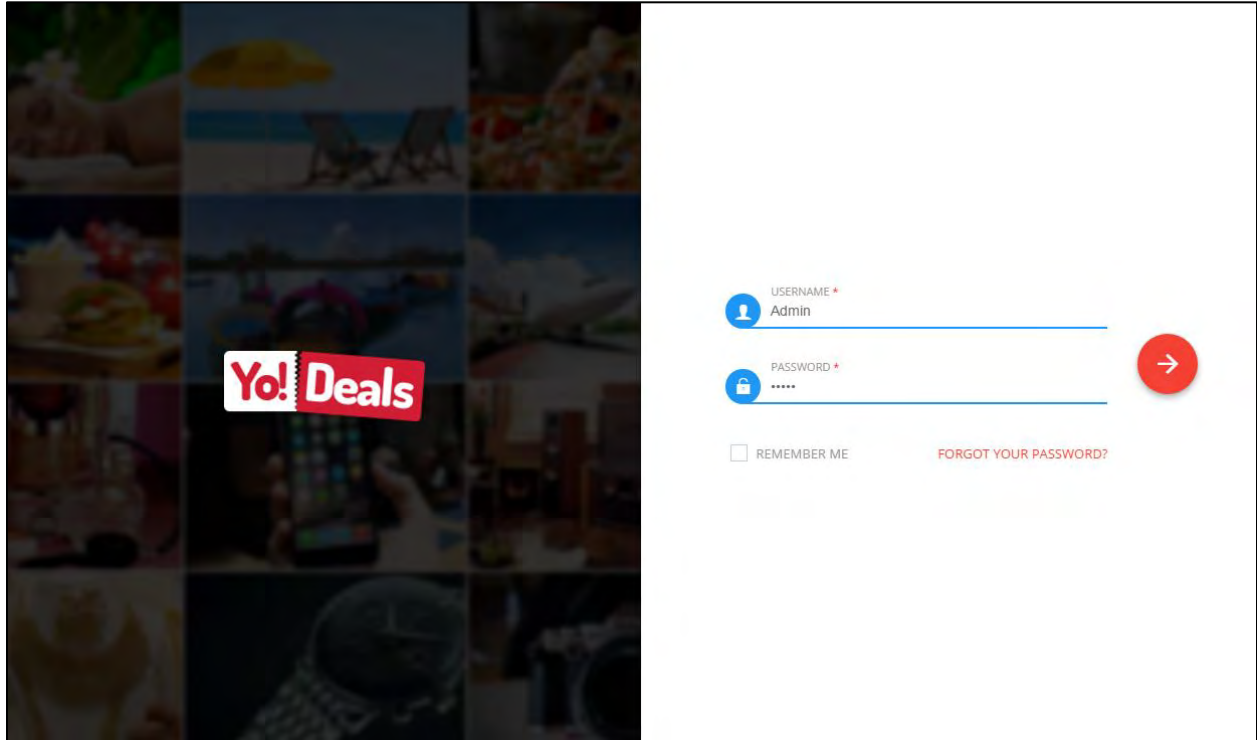 Yo! Deals
USERNAME *
Admin
PASSWORD *
•••••
REMEMBER ME
FORGOT YOUR PASSWORD?